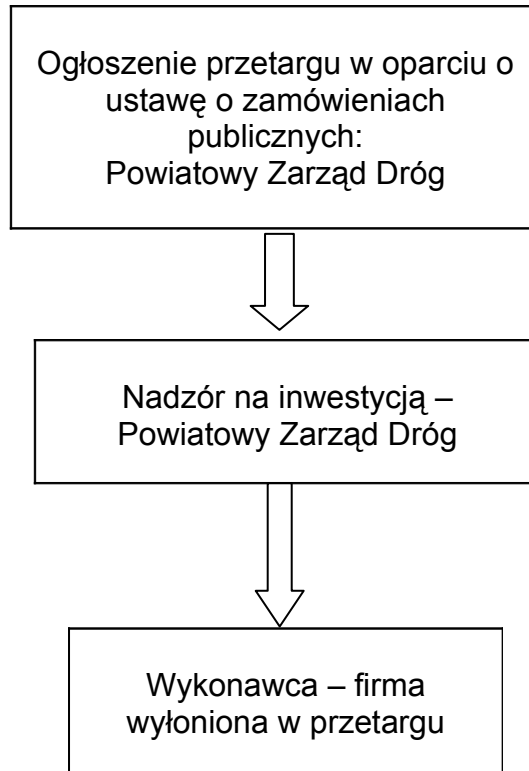 Ogłoszenie przetargu w oparciu o
ustawę o zamówieniach
publicznych:
Powiatowy Zarząd Dróg
Nadzór na inwestycją –
Powiatowy Zarząd Dróg
Wykonawca – firma
wyłoniona w przetargu